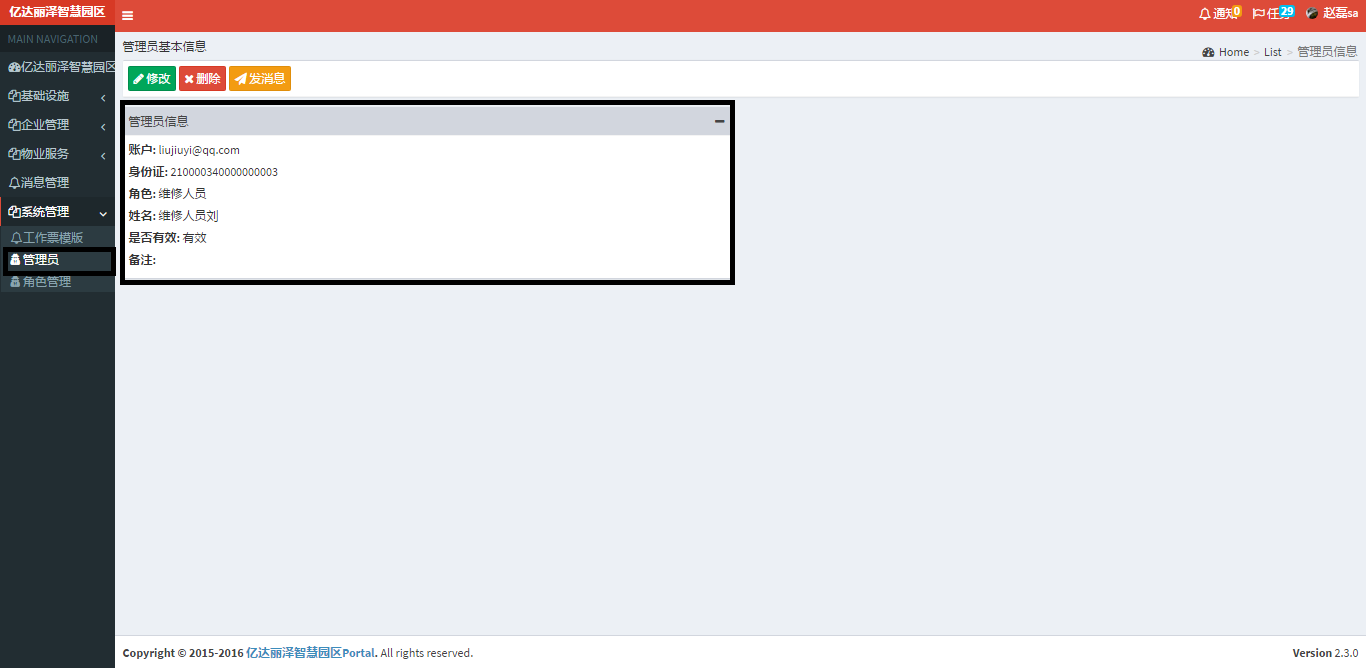 亿达丽泽智慧园区
通知 0
任务 29
赵磊sa
MAIN NAVIGATION
亿达丽泽智慧园区
基础设施
企业管理
物业服务
消息管理
系统管理
工作票模版
管理员
角色管理
管理员基本信息
Home > List > 管理员信息
修改 删除 发消息
管理员信息
账户: liujiuyi@qq.com
身份证: 210000340000000003
角色: 维修人员
姓名: 维修人员刘
是否有效: 有效
备注:
Copyright © 2015-2016 亿达丽泽智慧园区Portal. All rights reserved.
Version 2.3.0